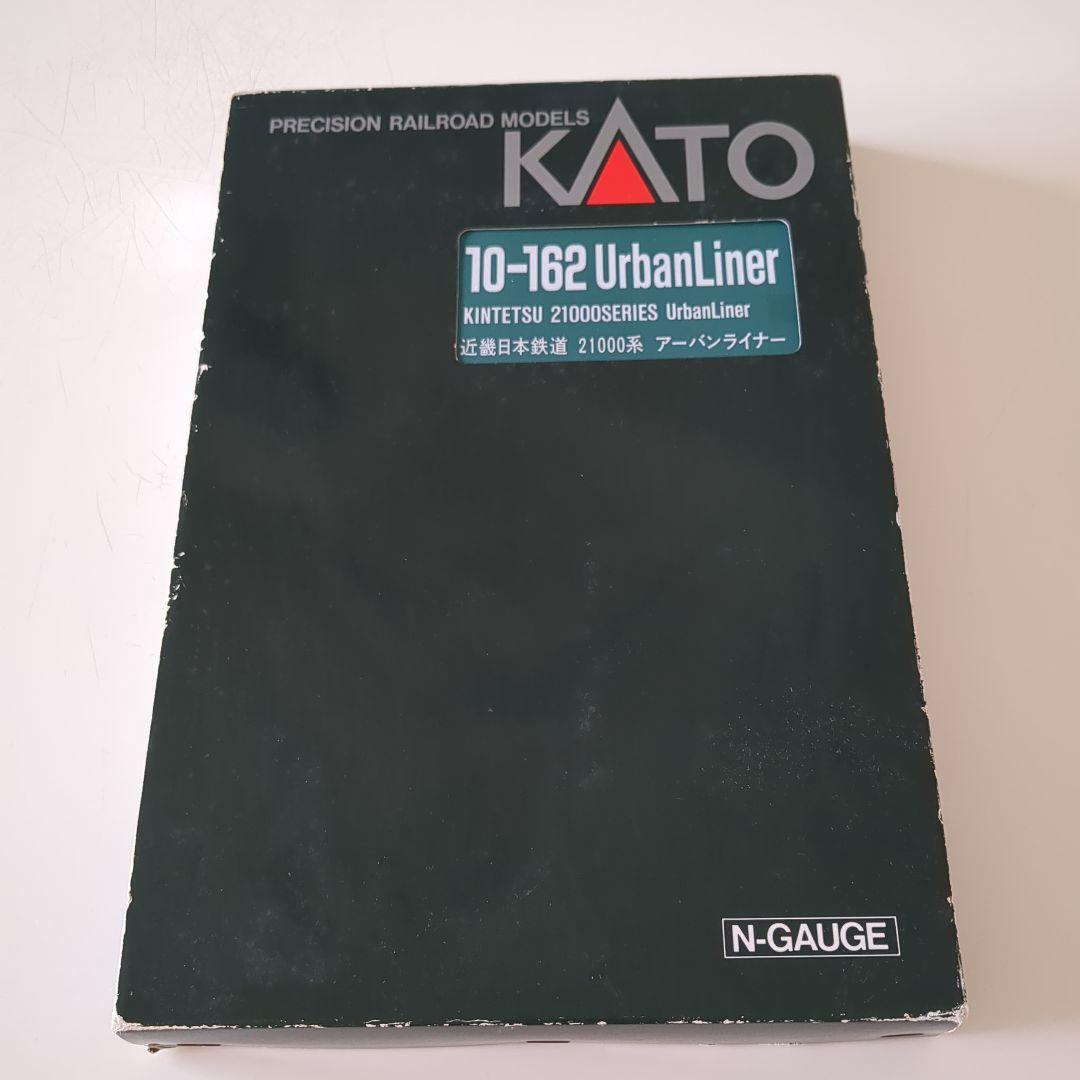 PRECISION RAILROAD MODELS
KATO
10-162 UrbanLiner
KINTETSU 21000SERIES UrbanLiner
近畿日本鉄道 21000系 アーバンライナー
N-GAUGE